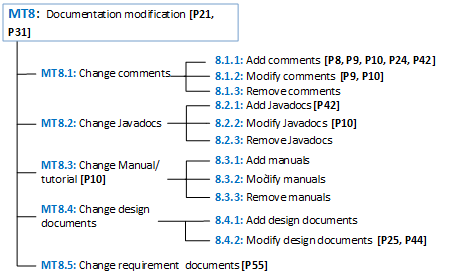 MT8: Documentation modification [P21,
P31]
MT8.1: Change comments
8.1.1: Add comments [P8, P9, P10, P24, P42]
8.1.2: Modify comments [P9, P10]
8.1.3: Remove comments
MT8.2: Change Javadocs
8.2.1: Add Javadocs [P42]
8.2.2: Modify Javadocs [P10]
8.2.3: Remove Javadocs
MT8.3: Change Manual/
tutorial [P10]
8.3.1: Add manuals
8.3.2: Modify manuals
8.3.3: Remove manuals
MT8.4: Change design
documents
8.4.1: Add design documents
8.4.2: Modify design documents [P25, P44]
MT8.5: Change requirement documents [P55]